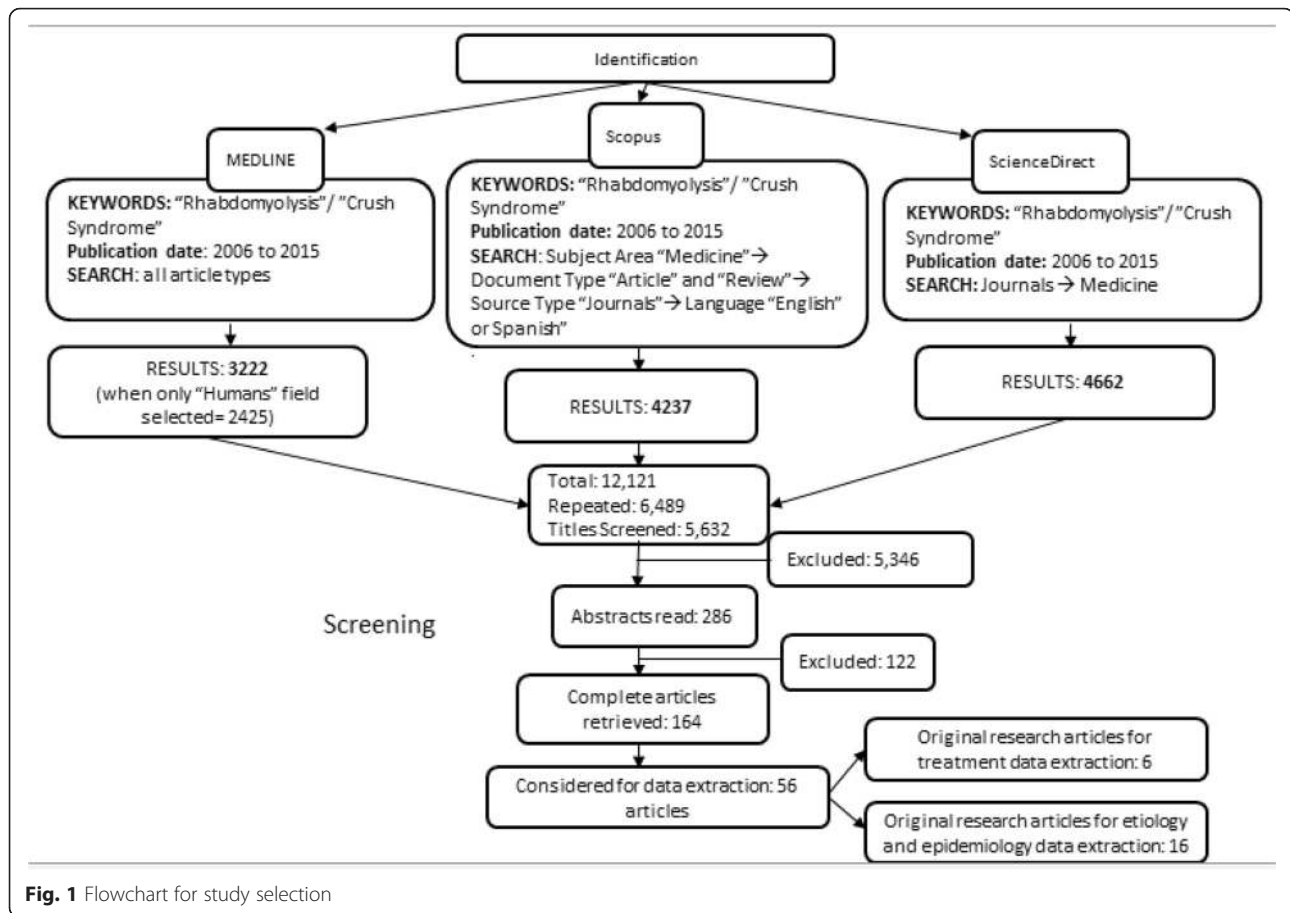 Identification
MEDLINE
KEYWORDS: “Rhabdomyolysis”/ ”Crush
Syndrome”
Publication date: 2006 to 2015
SEARCH: all article types
Scopus
KEYWORDS: “Rhabdomyolysis”/ ”Crush
Syndrome”
Publication date: 2006 to 2015
SEARCH: Subject Area “Medicine”→
Document Type “Article” and “Review”→
Source Type “Journals”→ Language “English”
or Spanish”
ScienceDirect
KEYWORDS: “Rhabdomyolysis”/ ”Crush
Syndrome”
Publication date: 2006 to 2015
SEARCH: Journals → Medicine
RESULTS: 3222
(when only “Humans” field
selected= 2425)
RESULTS: 4237
RESULTS: 4662
Total: 12,121
Repeated: 6,489
Titles Screened: 5,632
Excluded: 5,346
Screening
Abstracts read: 286
Excluded: 122
Complete articles
retrieved: 164
Considered for data extraction: 56
articles
Original research articles for
treatment data extraction: 6
Original research articles for etiology
and epidemiology data extraction: 16
Fig. 1 Flowchart for study selection